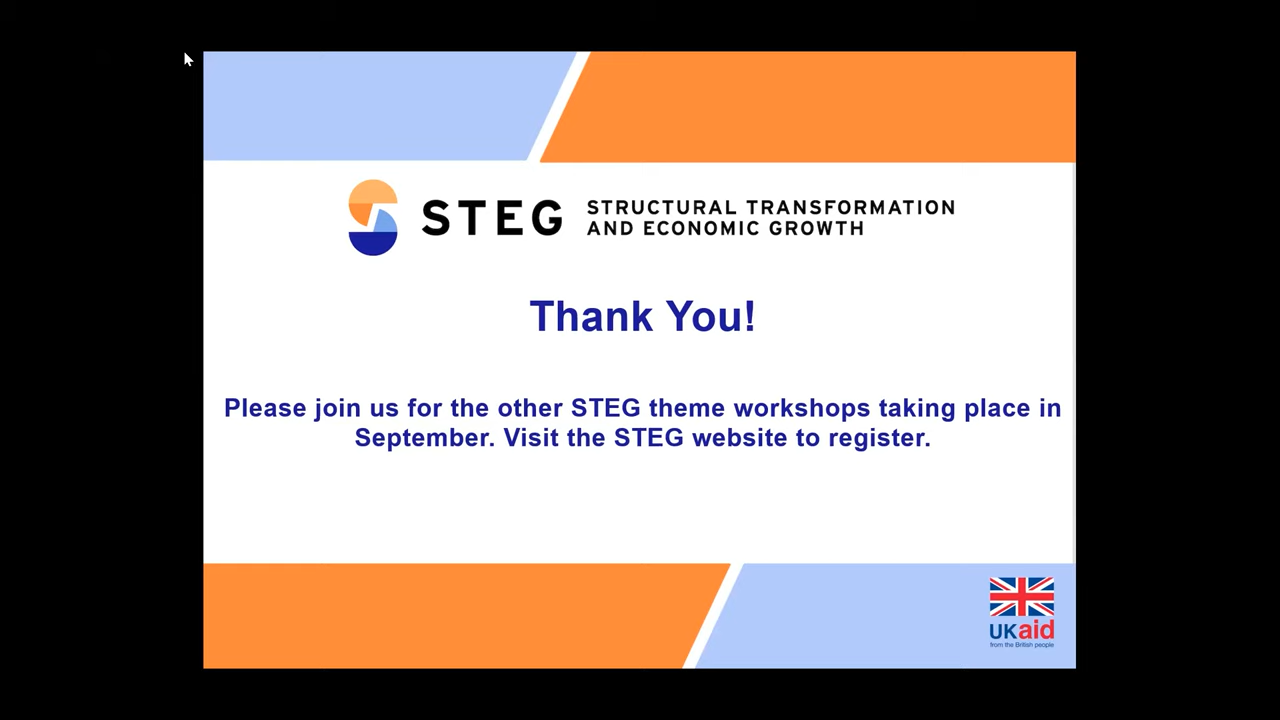 STEG
STRUCTURAL TRANSFORMATION
AND ECONOMIC GROWTH
Thank You!
Please join us for the other STEG theme workshops taking place in
September. Visit the STEG website to register.
UKaid
from the British people